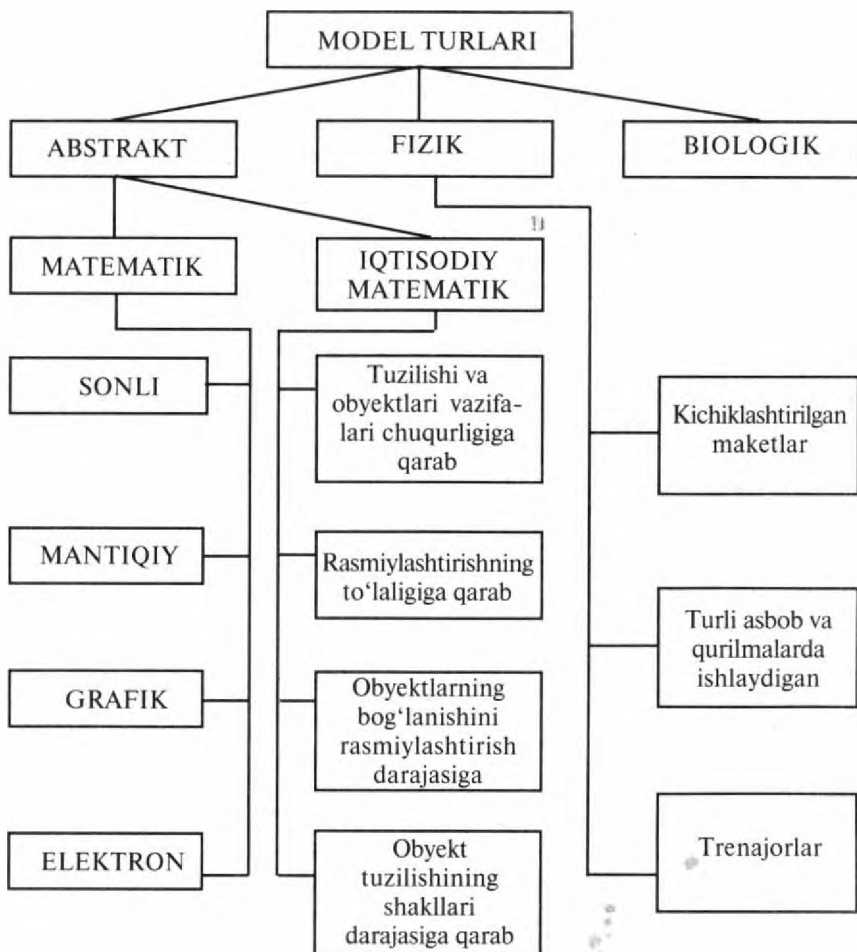 MODEL TURLARI
ABSTRAKT
FIZIK
BIOLOGIK
MATEMATIK
IQTISODIY
MATEMATIK
SONLI
MANTIQIY
GRAFIK
ELEKTRON
Tuzilishi va
obyektlari vazifa-
lari chuqurligiga
qarab
Rasmiylashtirishning
to‘laligiga qarab
Obyektlarning
bog‘lanishini
rasmiylashtirish
darajasiga
Obyekt
tuzilishining
shakllari
darajasiga qarab
Kichiklashtirilgan
maketlar
Turli asbob va
qurilmalarda
ishlaydigan
Trenajorlar